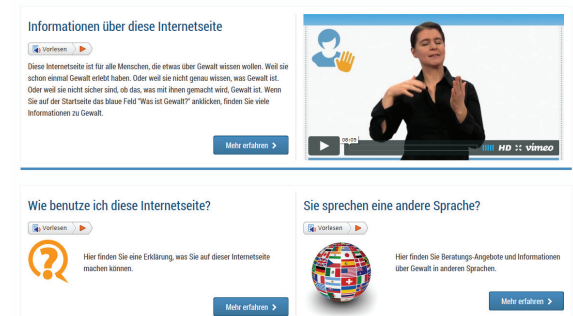 Informationen über diese Internetseite
Vorlesen
Diese Internetseite ist für alle Menschen, die etwas über Gewalt wissen wollen. Weil sie
schon einmal Gewalt erlebt haben. Oder weil sie nicht genau wissen, was Gewalt ist.
Oder weil sie nicht sicher sind, ob das, was mit ihnen gemacht wird, Gewalt ist. Wenn
Sie auf der Startseite das blaue Feld "Was ist Gewalt?" anklicken, finden Sie viele
Informationen zu Gewalt.
Mehr erfahren
08:05
HD vimeo
Wie benutze ich diese Internetseite?
Vorlesen
Hier finden Sie eine Erklärung, was Sie auf dieser Internetseite
machen können.
Mehr erfahren
Sie sprechen eine andere Sprache?
Vorlesen
Hier finden Sie Beratungs-Angebote und Informationen
über Gewalt in anderen Sprachen.
Mehr erfahren